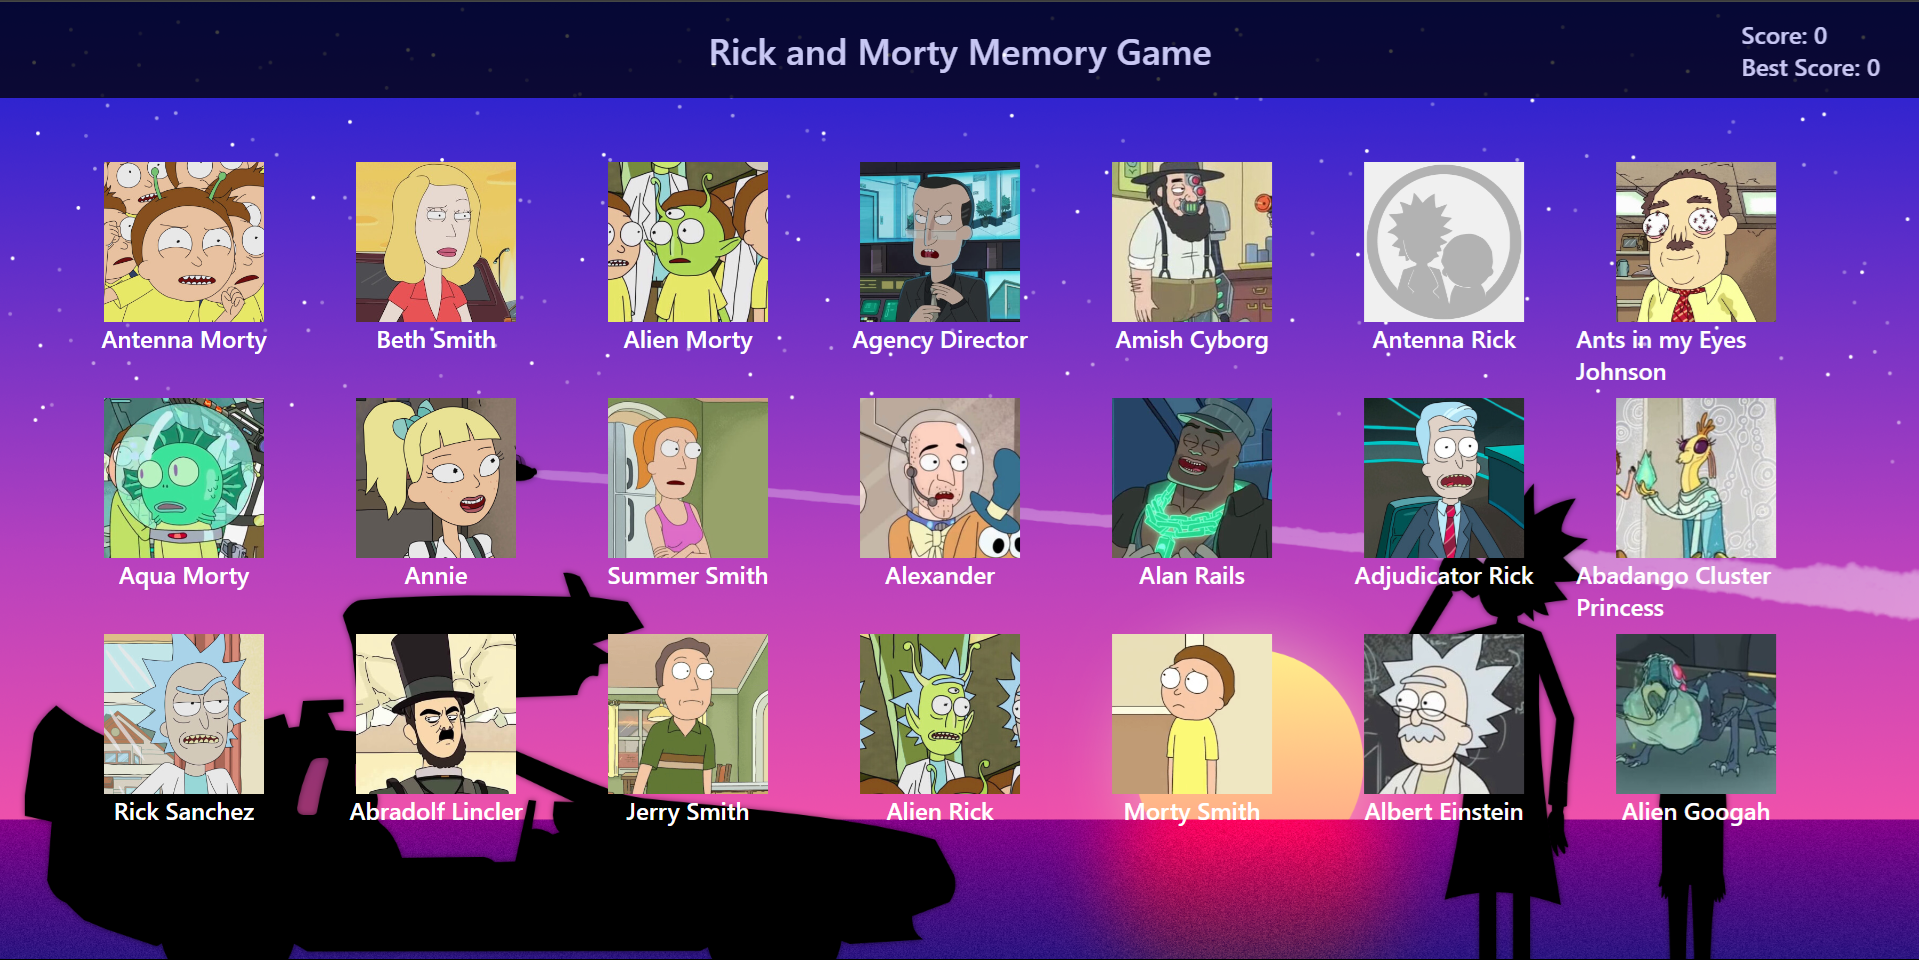 Rick and Morty Memory Game
Score: 0
Best Score: 0
Antenna Morty
Beth Smith
Alien Morty
Agency Director
Amish Cyborg
Antenna Rick
Ants in my Eyes
Johnson
Aqua Morty
Annie
Summer Smith
Alexander
Alan Rails
Adjudicator Rick
Abadango Cluster
Princess
Rick Sanchez
Abradolf Lincler
Jerry Smith
Alien Rick
Morty Smith
Albert Einstein
Alien Googah